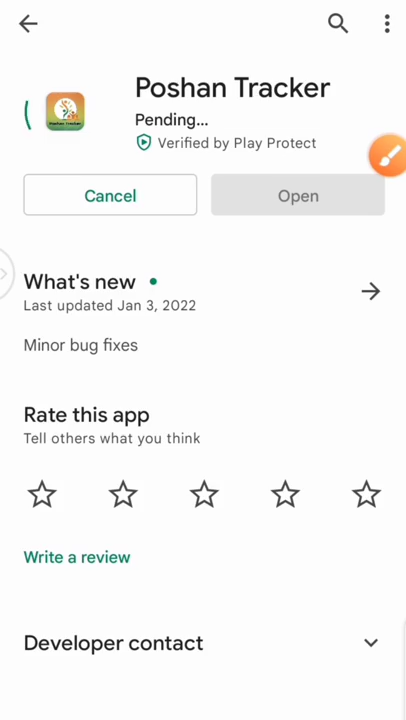 Poshan Tracker
Pending...
Verified by Play Protect
Cancel
Open
What's new
Last updated Jan 3, 2022
Minor bug fixes
Rate this app
Tell others what you think
Write a review
Developer contact